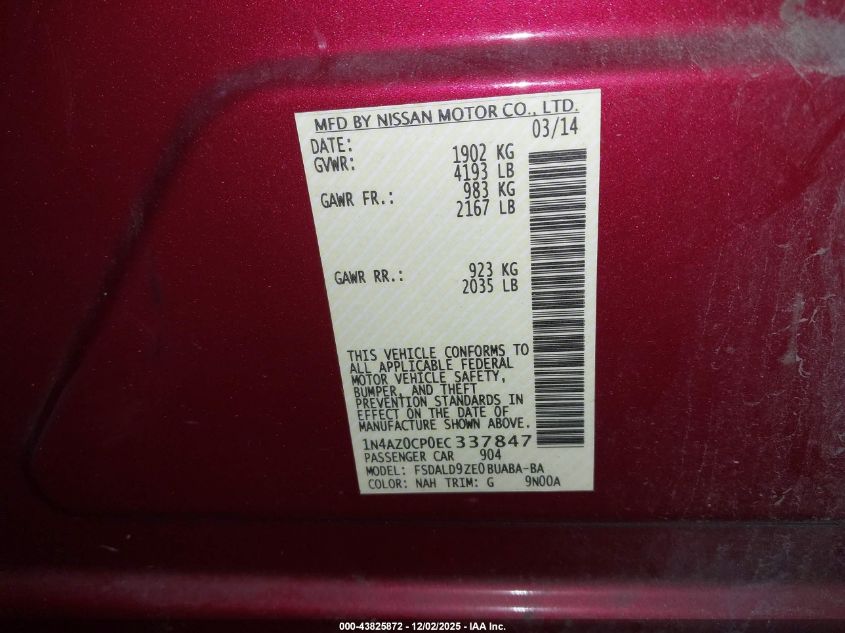 MFD BY NISSAN MOTOR CO., LTD.
DATE: 03/14
GVWR: 1902 KG
4193 LB
GAWR FR.: 983 KG
2167 LB
GAWR RR.: 923 KG
2035 LB
THIS VEHICLE CONFORMS TO
ALL APPLICABLE FEDERAL
MOTOR VEHICLE SAFETY,
BUMPER, AND THEFT
PREVENTION STANDARDS IN
EFFECT ON THE DATE OF
MANUFACTURE SHOWN ABOVE.
1N4AZ0CP0EC337847
PASSENGER CAR 904
MODEL: FSDALD9ZE0BUABA-BA
COLOR: NAH TRIM: G 9N00A
000-43825872 - 12/02/2025 - IAA Inc.